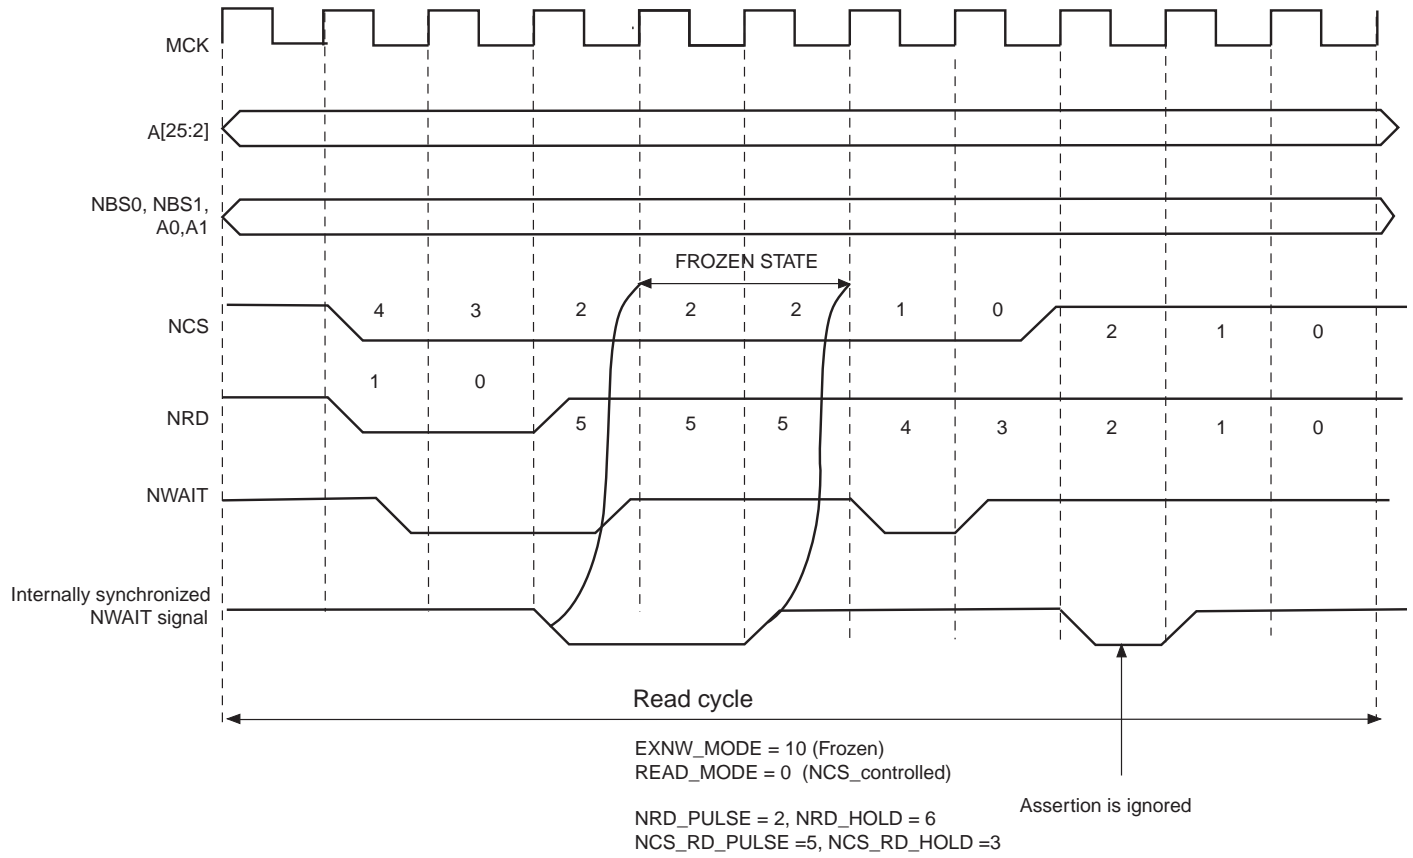 MCK
A[25:2]
NBS0, NBS1,
A0,A1
FROZEN STATE
4 3 2 2 2 1 0
NCS
2 1 0
1 0
NRD
5 5 5 4 3 2 1 0
NWAIT
Internally synchronized
NWAIT signal
Read cycle
EXNW_MODE = 10 (Frozen)
READ_MODE = 0 (NCS_controlled)
Assertion is ignored
NRD_PULSE = 2, NRD_HOLD = 6
NCS_RD_PULSE =5, NCS_RD_HOLD =3